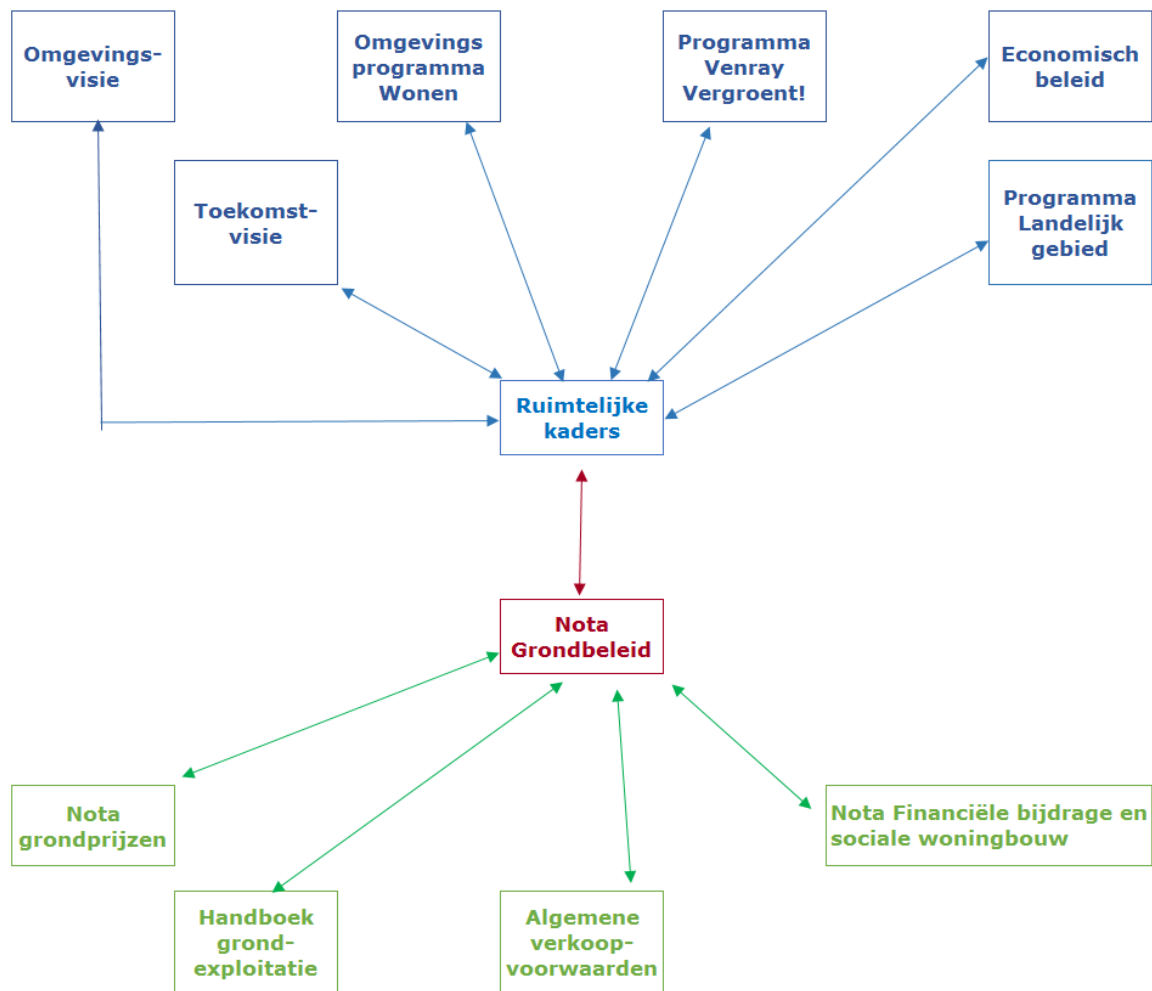 Omgevings-
visie
Omgevings
programma
Wonen
Programma
Venray
Vergroent!
Economisch
beleid
Toekomst-
visie
Programma
Landelijk
gebied
Ruimtelijke
kaders
Nota
Grondbeleid
Nota
grondprijzen
Nota Financiële bijdrage en
sociale woningbouw
Handboek
grond-
exploitatie
Algemene
verkoop-
voorwaarden